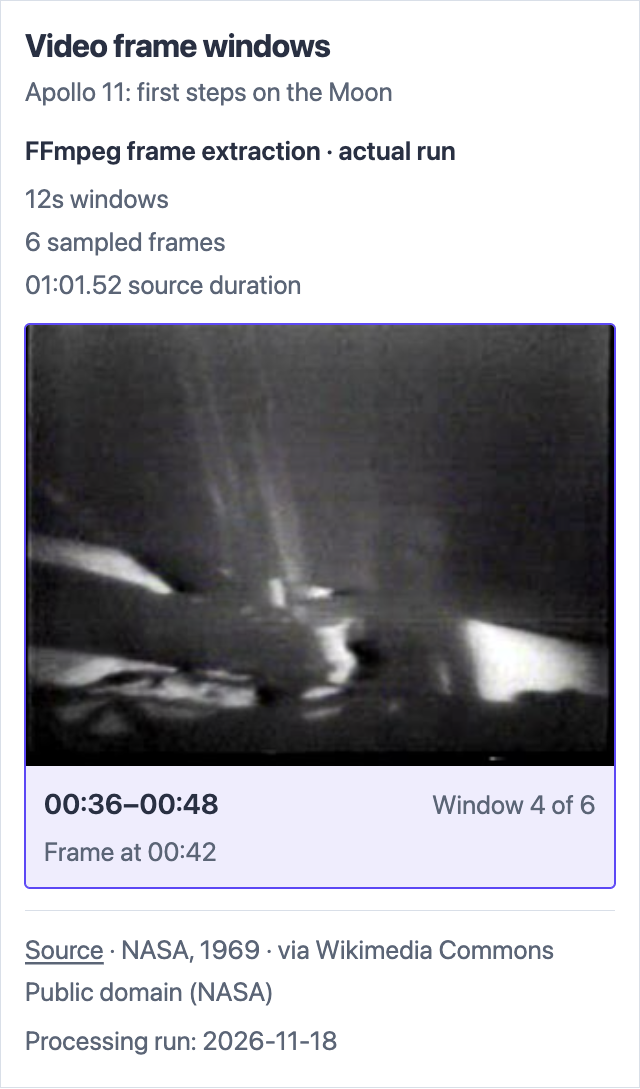 Video frame windows
Apollo 11: first steps on the Moon
FFmpeg frame extraction · actual run
12s windows
6 sampled frames
01:01.52 source duration
00:36–00:48
Window 4 of 6
Frame at 00:42
Source · NASA, 1969 · via Wikimedia Commons
Public domain (NASA)
Processing run: 2026-11-18